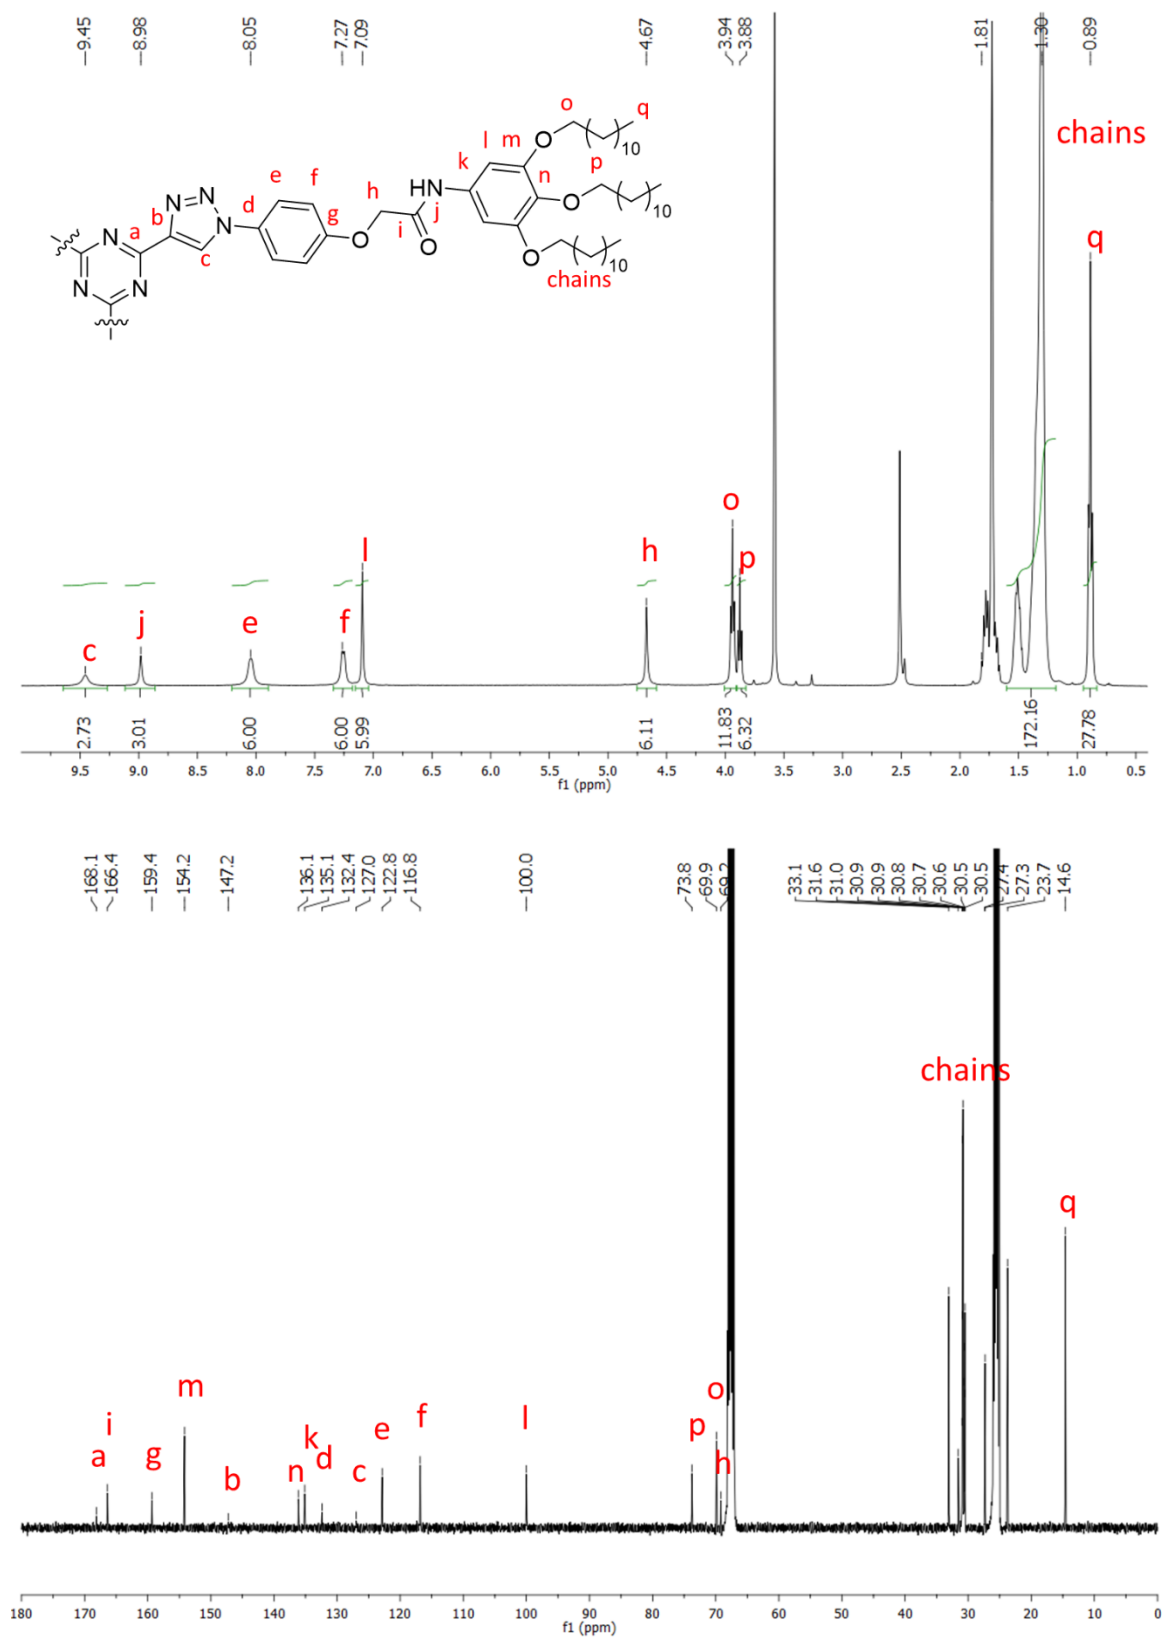 9.45 8.98 8.05 7.27 7.09 4.67 3.94 3.88 1.81 1.30 0.89
chains
o
q
l
m
O
10
k
p
e
f
h
n
HN
O
10
d
g
j
O
10
N N
b
N
i
O
chains
a
c
N
N
N
q
o
p
h
l
f
e
j
c
2.73 3.01 6.00 6.00 5.99 6.11 11.83 6.32 172.16 27.78
9.5 9.0 8.5 8.0 7.5 7.0 6.5 6.0 5.5 5.0 4.5 4.0 3.5 3.0 2.5 2.0 1.5 1.0 0.5
f1 (ppm)
168.1 166.4 159.4 154.2 147.2 136.1 135.1 132.4 127.0 122.8 116.8 100.0 73.8 69.9 69.2 33.1 31.6 31.0 30.9 30.9 30.8 30.7 30.6 30.5 30.5 27.4 27.3 23.7 14.6
chains
q
m
o
i
f
l
p
a
g
k
e
h
b
n
d
c
180 170 160 150 140 130 120 110 100 90 80 70 60 50 40 30 20 10 0
f1 (ppm)